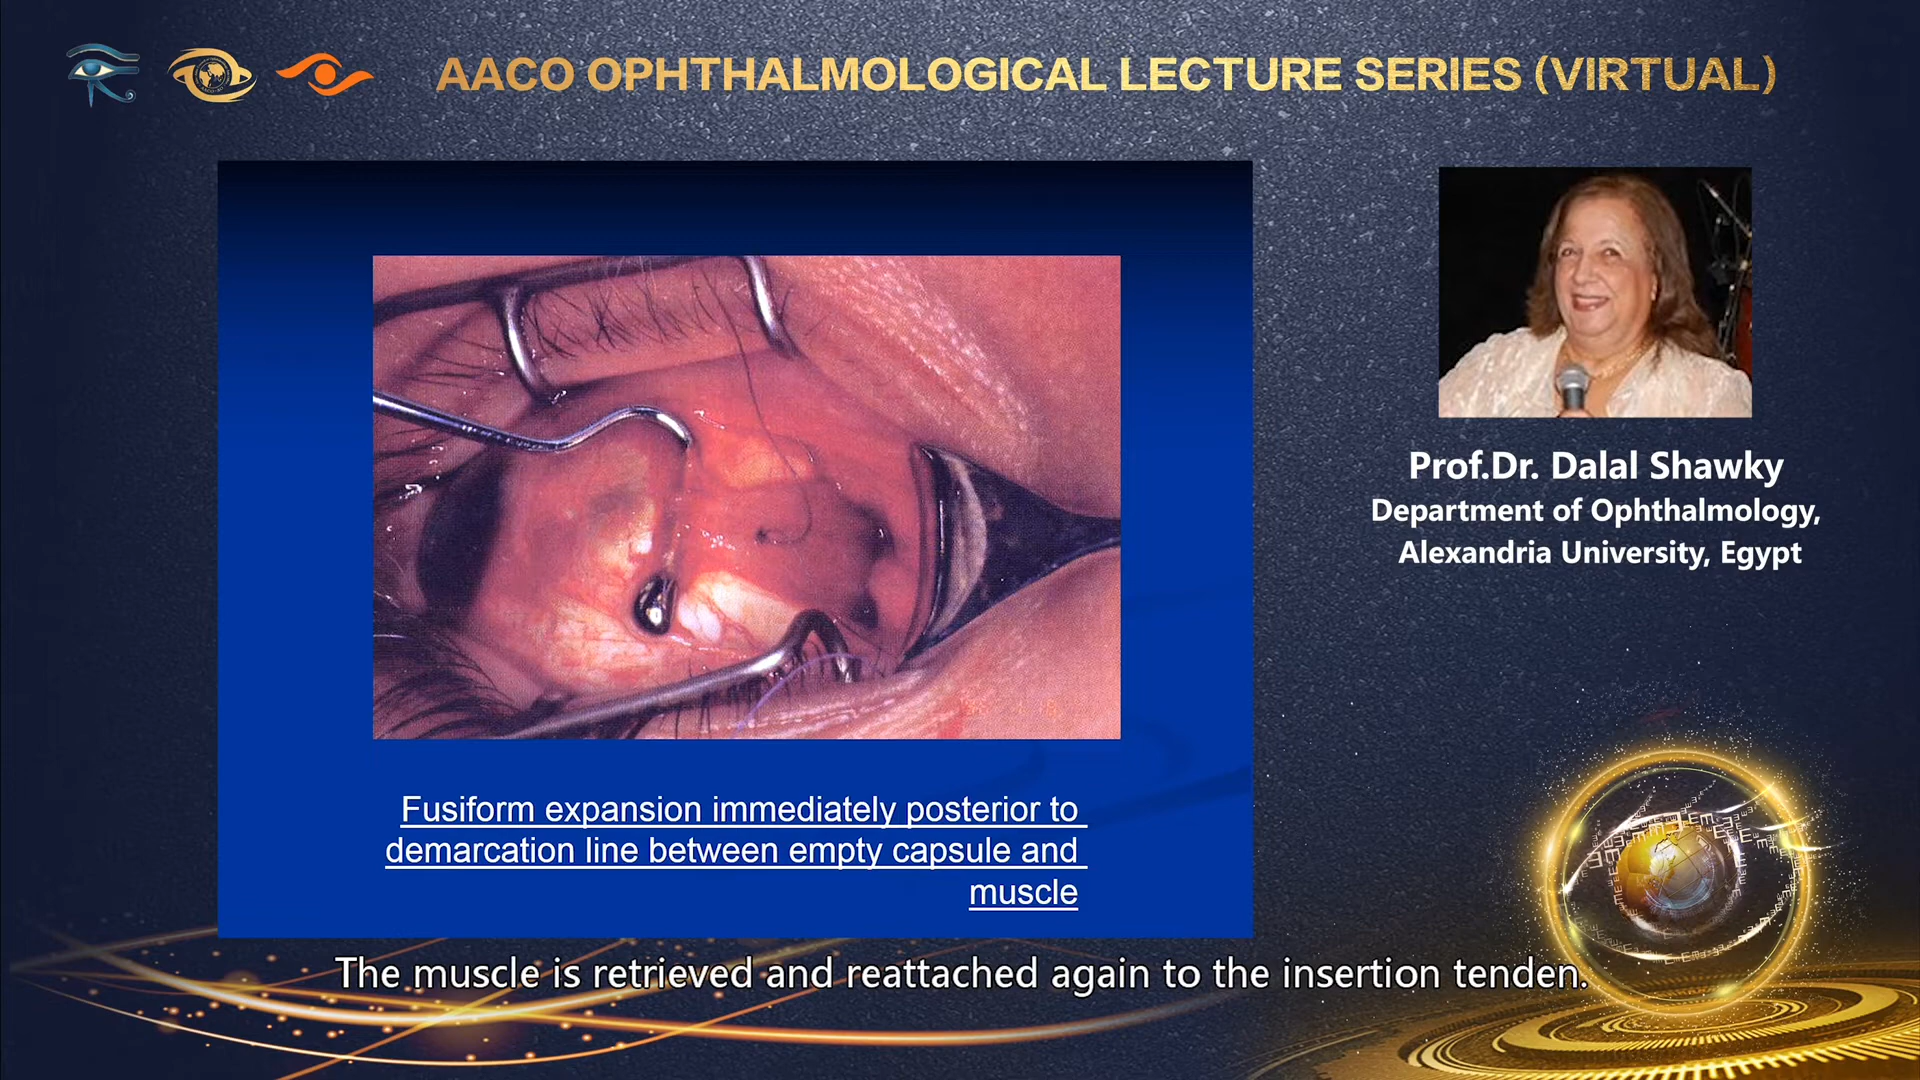 AACO OPHTHALMOLOGICAL LECTURE SERIES (VIRTUAL)
Prof.Dr. Dalal Shawky
Department of Ophthalmology,
Alexandria University, Egypt
Fusiform expansion immediately posterior to
demarcation line between empty capsule and
muscle
The muscle is retrieved and reattached again to the insertion tenden.